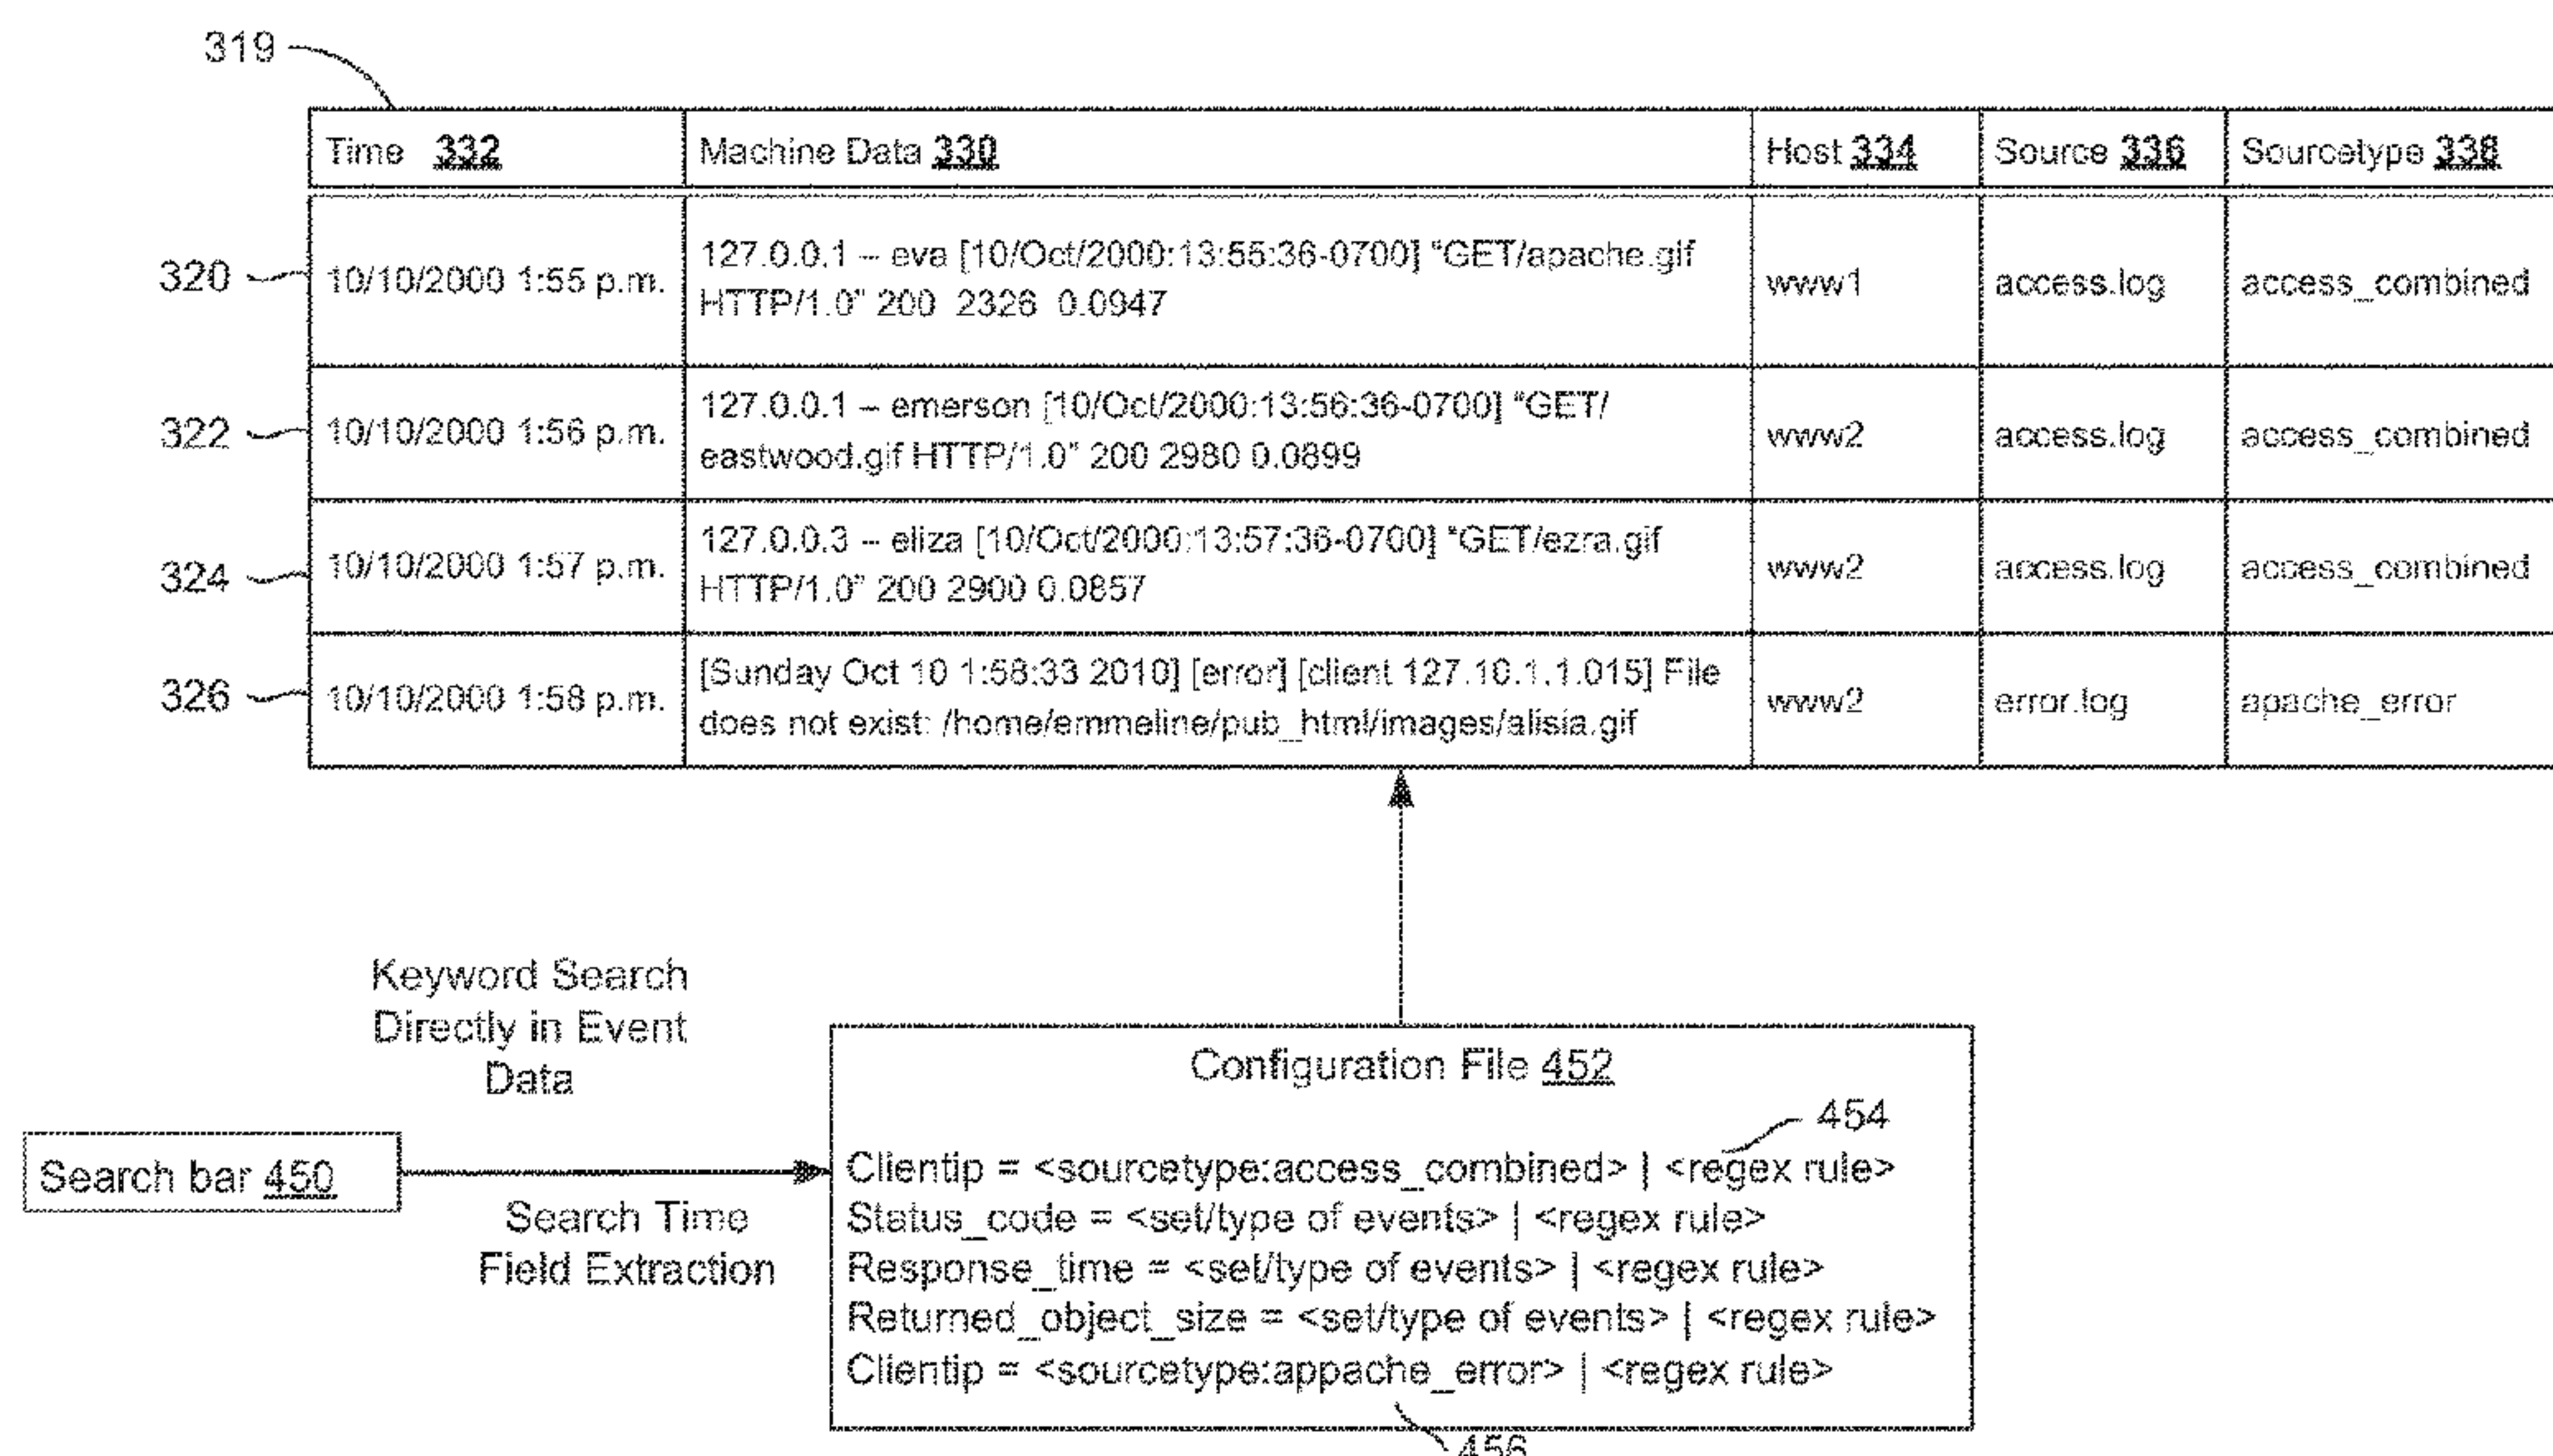 319
Time 332 Machine Data 330 Host 334 Source 336 Sourcetype 338
320 10/10/2000 1:55 p.m. 127.0.0.1 – eva [10/Oct/2000:13:55:36-0700] “GET/apache.gif www1 access.log access_combined
HTTP/1.0” 200 2326 0.0947
322 10/10/2000 1:56 p.m. 127.0.0.1 – emerson [10/Oct/2000:13:56:36-0700] “GET/ www2 access.log access_combined
eastwood.gif HTTP/1.0” 200 2980 0.0899
324 10/10/2000 1:57 p.m. 127.0.0.3 – eliza [10/Oct/2000:13:57:36-0700] “GET/ezra.gif www2 access.log access_combined
HTTP/1.0” 200 2900 0.0857
326 10/10/2000 1:58 p.m. [Sunday Oct 10 1:58:33 2010] [error] [client 127.10.1.1.015] File www2 error.log apache_error
does not exist: /home/emmeline/pub_html/images/alisia.gif
Keyword Search
Directly in Event
Data
Search bar 450
Search Time
Field Extraction
Configuration File 452
454
Clientip = <sourcetype:access_combined> | <regex rule>
Status_code = <set/type of events> | <regex rule>
Response_time = <set/type of events> | <regex rule>
Returned_object_size = <set/type of events> | <regex rule>
Clientip = <sourcetype:appache_error> | <regex rule>
456